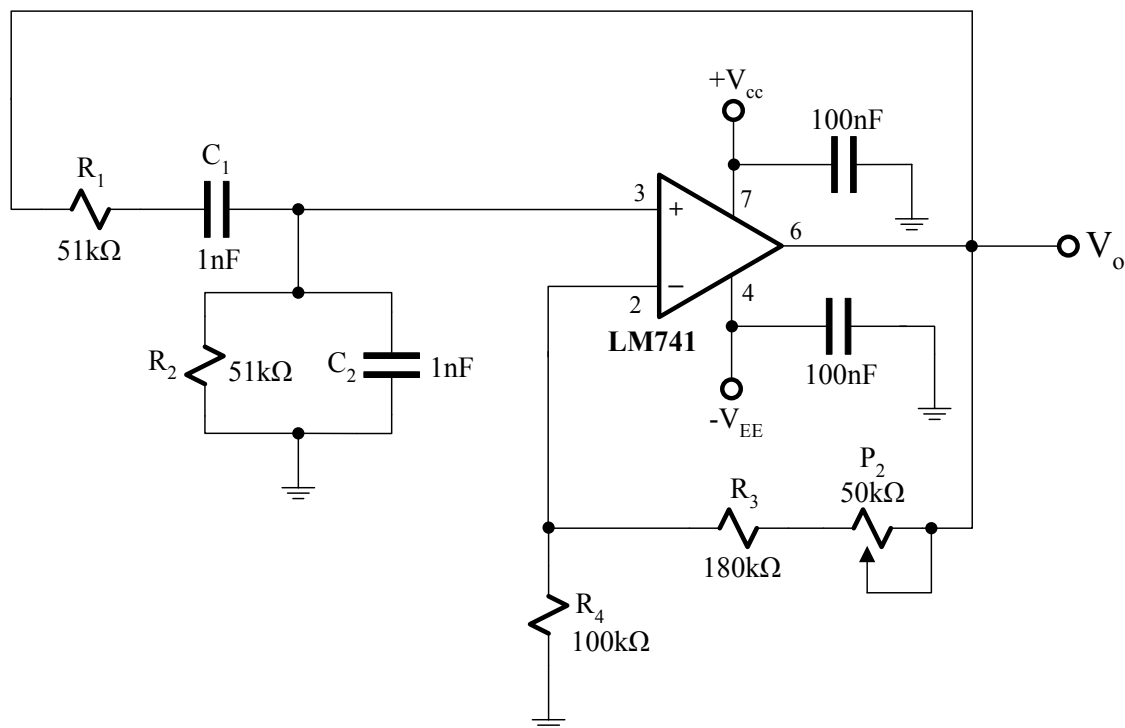 +Vcc
100nF
R1
C1
51kΩ
1nF
3
+
7
6
Vo
2
−
4
LM741
100nF
-VEE
R2
51kΩ
C2
1nF
P2
50kΩ
R3
180kΩ
R4
100kΩ